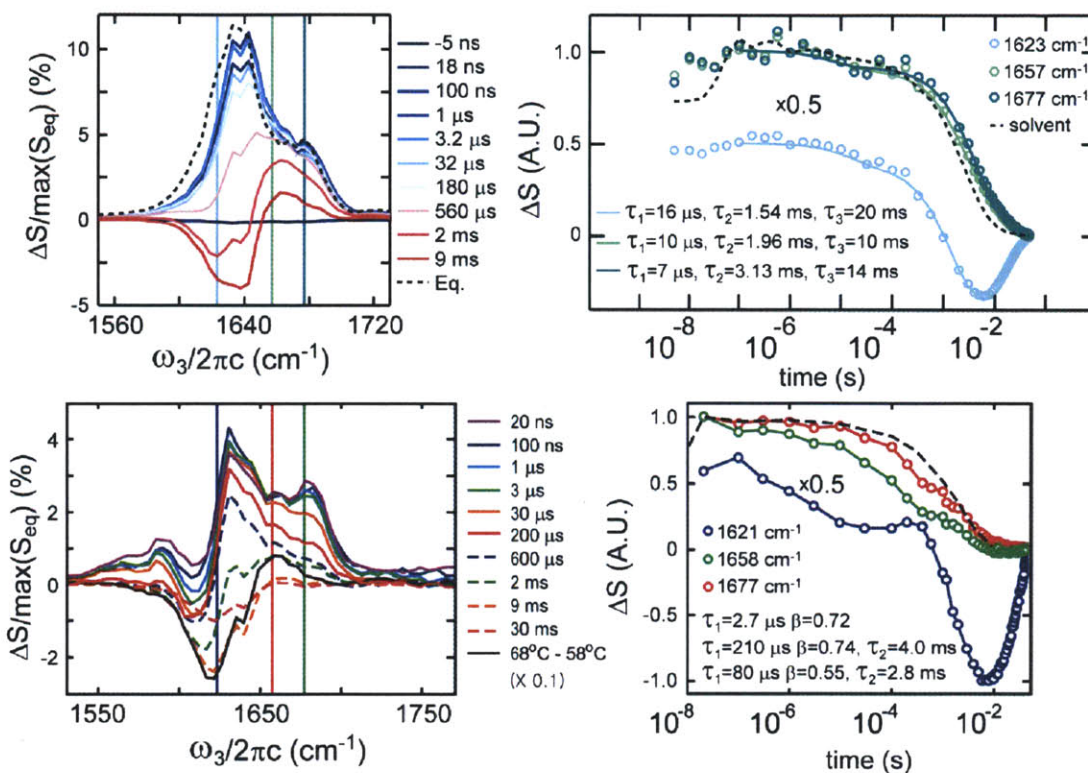 ΔS/max(S_eq) (%)
10
5
0
-5
1560
1640
1720
ω₃/2πc (cm⁻¹)
-5 ns
18 ns
100 ns
1 μs
3.2 μs
32 μs
180 μs
560 μs
2 ms
9 ms
Eq.
ΔS (A.U.)
1.0
0.5
0
x0.5
1623 cm⁻¹
1657 cm⁻¹
1677 cm⁻¹
solvent
τ₁=16 μs, τ₂=1.54 ms, τ₃=20 ms
τ₁=10 μs, τ₂=1.96 ms, τ₃=10 ms
τ₁=7 μs, τ₂=3.13 ms, τ₃=14 ms
10⁻⁸
10⁻⁶
10⁻⁴
10⁻²
time (s)
ΔS/max(S_eq) (%)
4
2
0
-2
1550
1650
1750
ω₃/2πc (cm⁻¹)
20 ns
100 ns
1 μs
3 μs
30 μs
200 μs
600 μs
2 ms
9 ms
30 ms
68°C - 58°C
(X 0.1)
ΔS (A.U.)
1.0
0.5
0
-0.5
-1.0
x0.5
1621 cm⁻¹
1658 cm⁻¹
1677 cm⁻¹
τ₁=2.7 μs β=0.72
τ₁=210 μs β=0.74, τ₂=4.0 ms
τ₁=80 μs β=0.55, τ₂=2.8 ms
10⁻⁸
10⁻⁶
10⁻⁴
10⁻²
time (s)